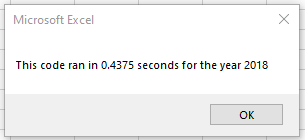 Microsoft Excel
This code ran in 0.4375 seconds for the year 2018
OK